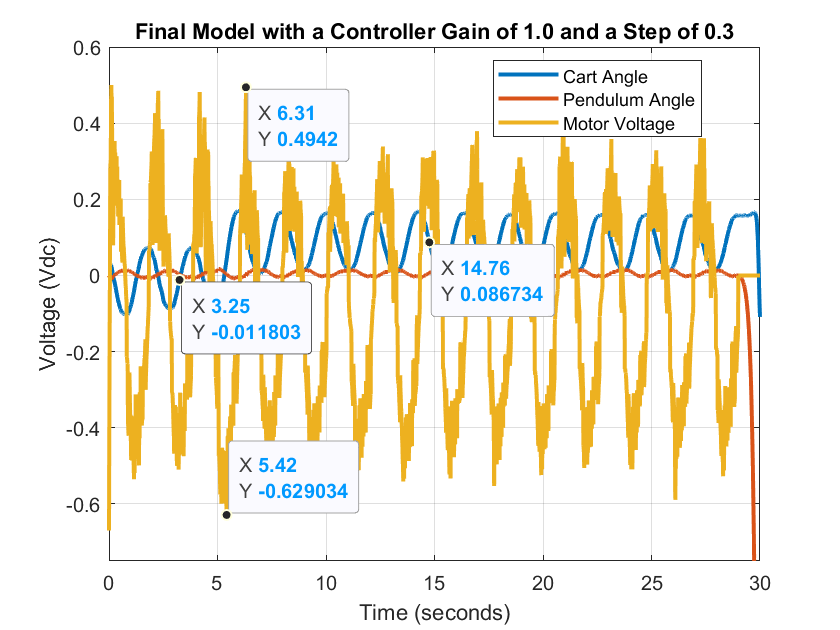 Final Model with a Controller Gain of 1.0 and a Step of 0.3
Cart Angle
Pendulum Angle
Motor Voltage
X 6.31
Y 0.4942
X 14.76
Y 0.086734
X 3.25
Y -0.011803
X 5.42
Y -0.629034
0.6
0.4
0.2
0
-0.2
-0.4
-0.6
Voltage (Vdc)
0 5 10 15 20 25 30
Time (seconds)